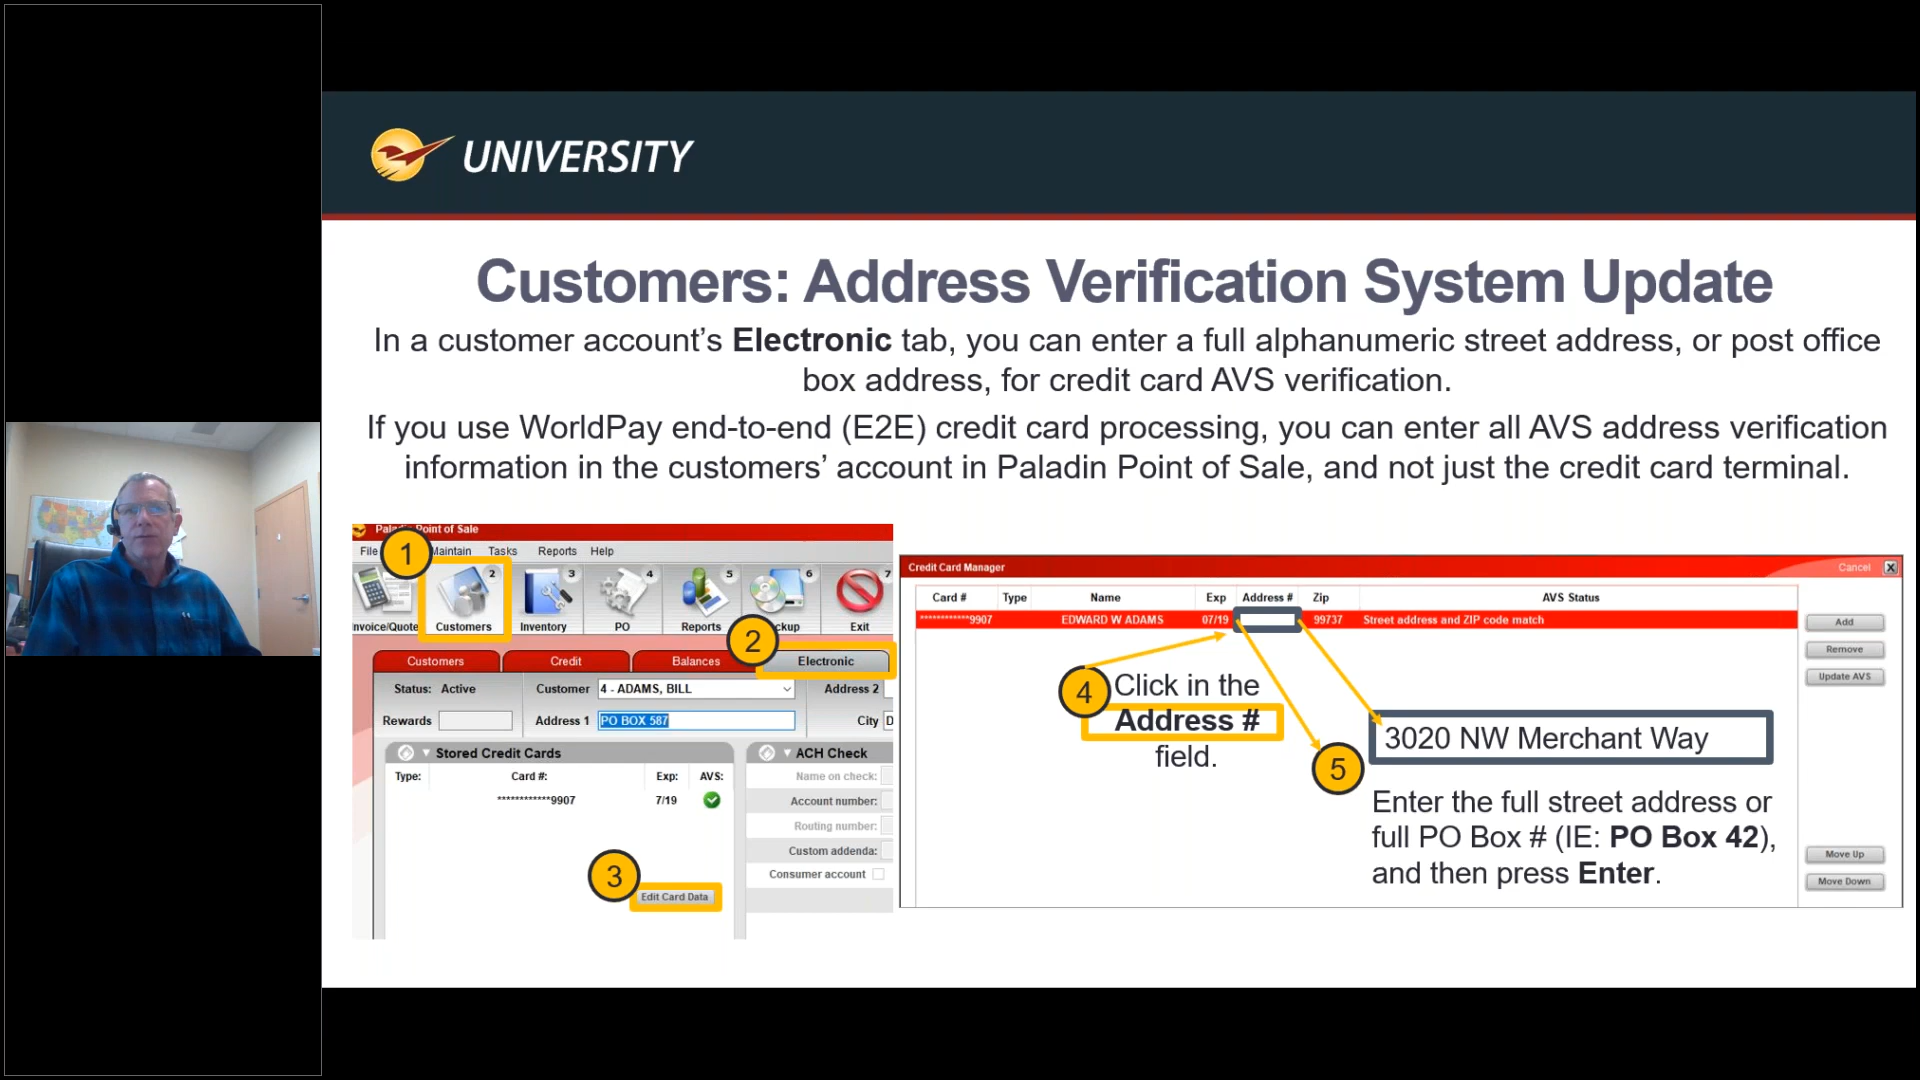 UNIVERSITY
Customers: Address Verification System Update
In a customer account's Electronic tab, you can enter a full alphanumeric street address, or post office
box address, for credit card AVS verification.
If you use WorldPay end-to-end (E2E) credit card processing, you can enter all AVS address verification
information in the customers' account in Paladin Point of Sale, and not just the credit card terminal.
Point of Sale
1
File Maintain Tasks Reports Help
2 3 4 5 6 7
nvoice/Quote Customers Inventory PO Reports ckup Exit
2
Customers Credit Balances Electronic
Status: Active Customer 4 - ADAMS, BILL Address 2
Rewards Address 1 PO BOX 587 City D
Stored Credit Cards ACH Check
Type: Card #: Exp: AVS:
************9907 7/19
Name on check:
Account number:
Routing number:
Custom addenda:
Consumer account
3
Edit Card Data
Credit Card Manager Cancel X
Card # Type Name Exp Address # Zip AVS Status
************9907 EDWARD W ADAMS 07/19 99737 Street address and ZIP code match
Add
Remove
Update AVS
Move Up
Move Down
4
Click in the
Address #
field.
5
3020 NW Merchant Way
Enter the full street address or
full PO Box # (IE: PO Box 42),
and then press Enter.